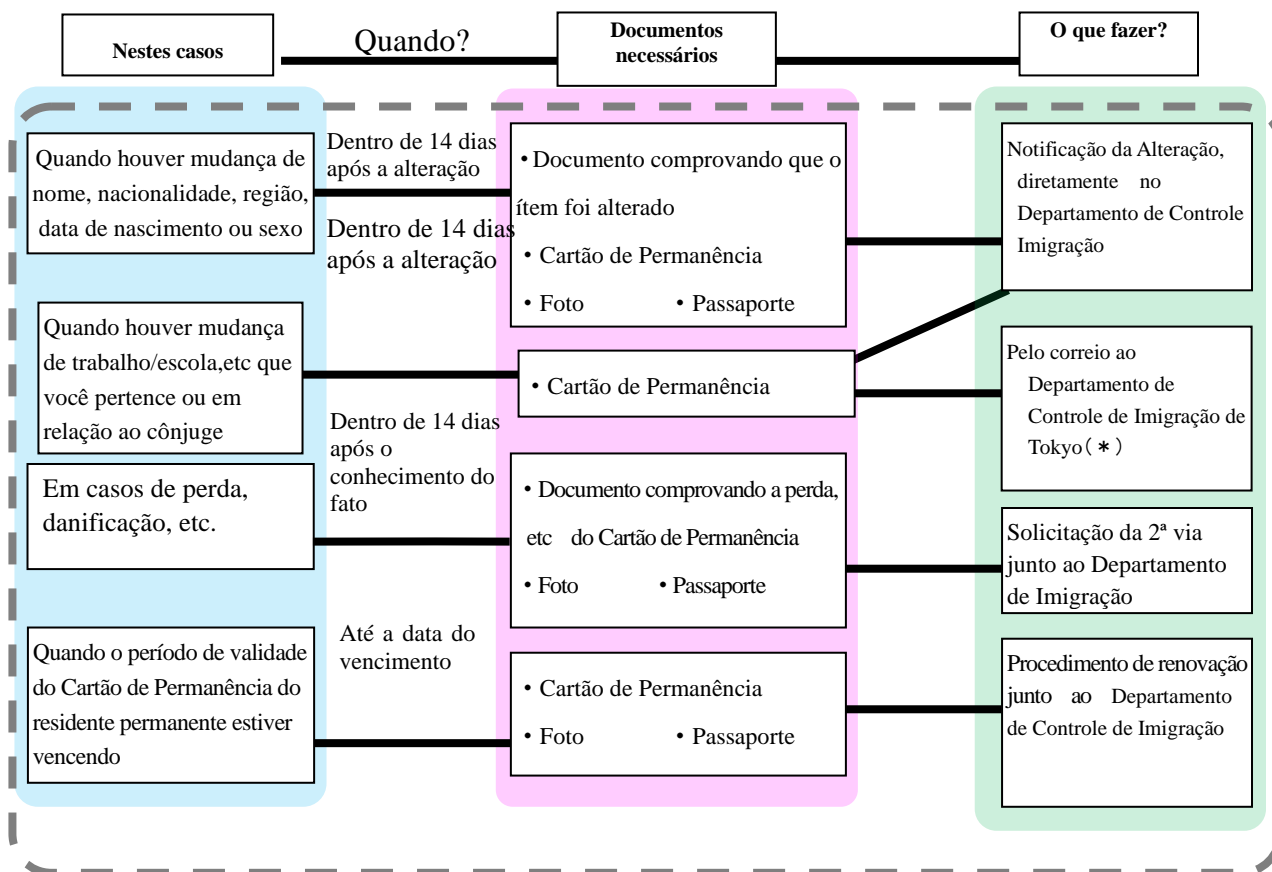 Nestes casos
Quando?
Documentos
necessários
O que fazer?
Quando houver mudança de
nome, nacionalidade, região,
data de nascimento ou sexo
Dentro de 14 dias
após a alteração
• Documento comprovando que o
ítem foi alterado
• Cartão de Permanência
• Foto • Passaporte
Notificação da Alteração,
diretamente no
Departamento de Controle
Imigração
Quando houver mudança
de trabalho/escola,etc que
você pertence ou em
relação ao cônjuge
Dentro de 14 dias
após a alteração
• Cartão de Permanência
Pelo correio ao
Departamento de
Controle de Imigração de
Tokyo(*)
Em casos de perda,
danificação, etc.
Dentro de 14 dias
após o
conhecimento do
fato
• Documento comprovando a perda,
etc do Cartão de Permanência
• Foto • Passaporte
Solicitação da 2ª via
junto ao Departamento
de Imigração
Quando o período de validade
do Cartão de Permanência do
residente permanente estiver
vencendo
Até a data do
vencimento
• Cartão de Permanência
• Foto • Passaporte
Procedimento de renovação
junto ao Departamento
de Controle de Imigração